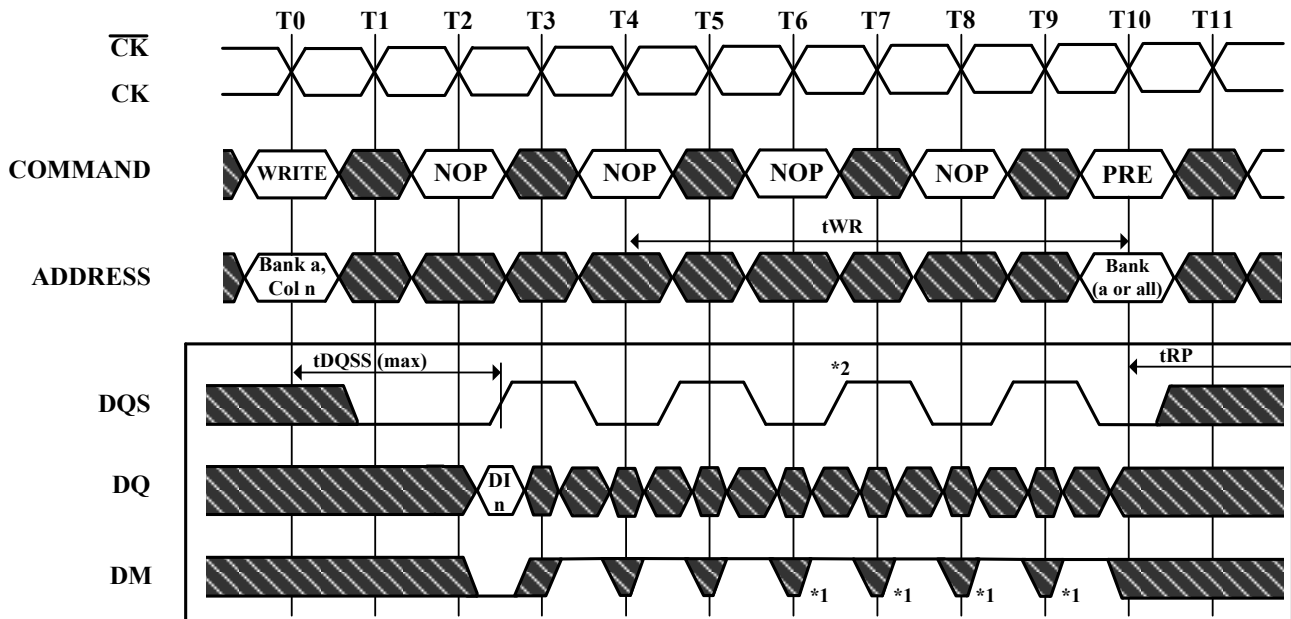 T0 T1 T2 T3 T4 T5 T6 T7 T8 T9 T10 T11
CK
CK
COMMAND WRITE NOP NOP NOP NOP PRE
tWR
ADDRESS Bank a, Col n Bank (a or all)
tDQSS (max) *2 tRP
DQS
DQ DI n
DM
*1 *1 *1 *1